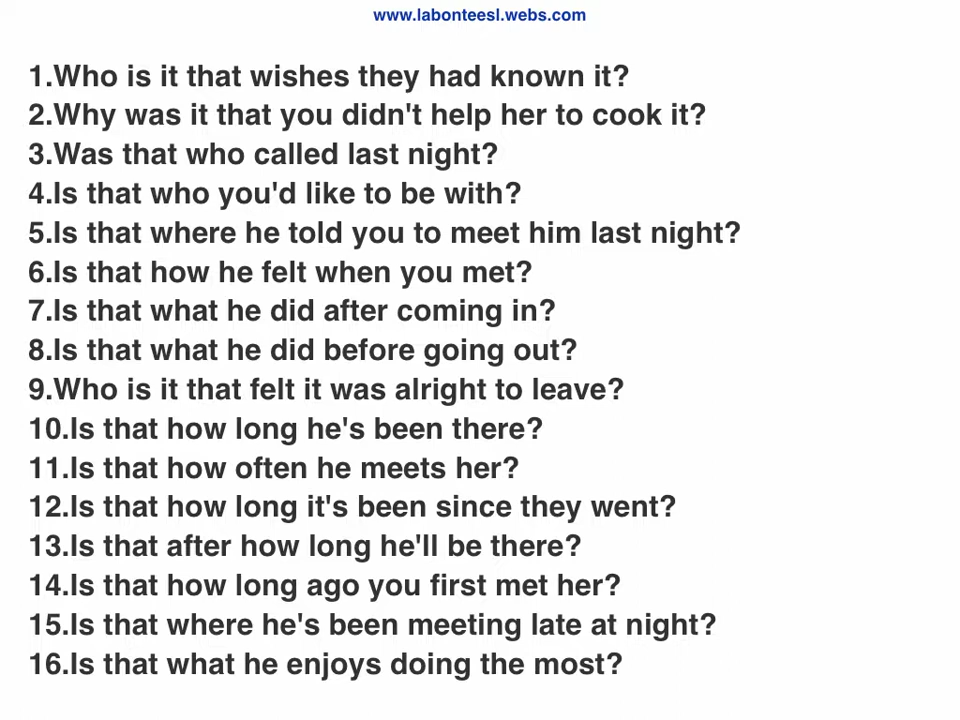 www.labonteesl.webs.com
1.Who is it that wishes they had known it?
2.Why was it that you didn't help her to cook it?
3.Was that who called last night?
4.Is that who you'd like to be with?
5.Is that where he told you to meet him last night?
6.Is that how he felt when you met?
7.Is that what he did after coming in?
8.Is that what he did before going out?
9.Who is it that felt it was alright to leave?
10.Is that how long he's been there?
11.Is that how often he meets her?
12.Is that how long it's been since they went?
13.Is that after how long he'll be there?
14.Is that how long ago you first met her?
15.Is that where he's been meeting late at night?
16.Is that what he enjoys doing the most?